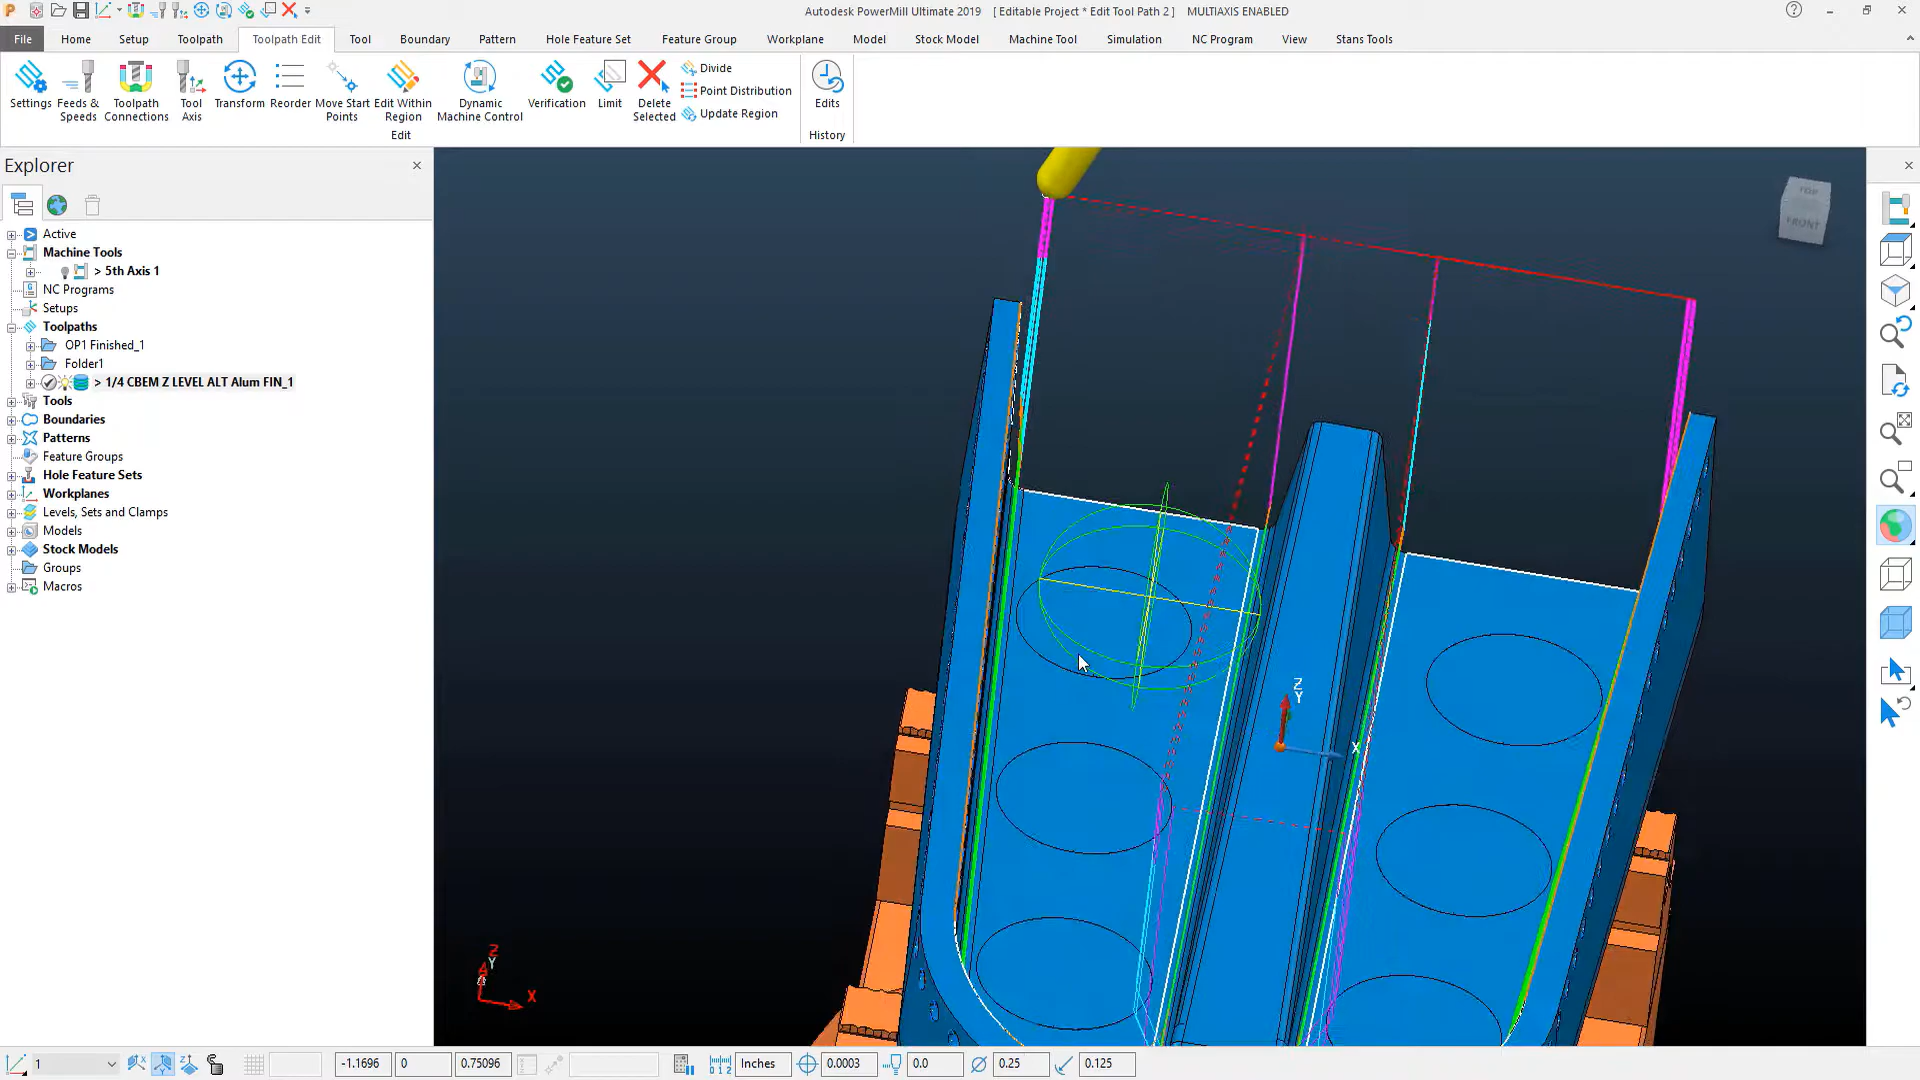 Autodesk PowerMill Ultimate 2019 [ Editable Project * Edit Tool Path 2 ] MULTIAXIS ENABLED
File Home Setup Toolpath Toolpath Edit Tool Boundary Pattern Hole Feature Set Feature Group Workplane Model Stock Model Machine Tool Simulation NC Program View Stans Tools
Settings Feeds & Speeds Toolpath Connections Tool Axis Transform Reorder Move Start Points Edit Within Region Dynamic Machine Control Verification Limit Delete Selected Divide Point Distribution Update Region Edits
Edit History
Explorer
Active
Machine Tools
> 5th Axis 1
NC Programs
Setups
Toolpaths
OP1 Finished_1
Folder1
> 1/4 CBEM Z LEVEL ALT Alum FIN_1
Tools
Boundaries
Patterns
Feature Groups
Hole Feature Sets
Workplanes
Levels, Sets and Clamps
Models
Stock Models
Groups
Macros
TOP
FRONT
Z
Y
X
Z
Y
X
1 -1.1696 0 0.75096 Inches 0.0003 0.0 0.25 0.125